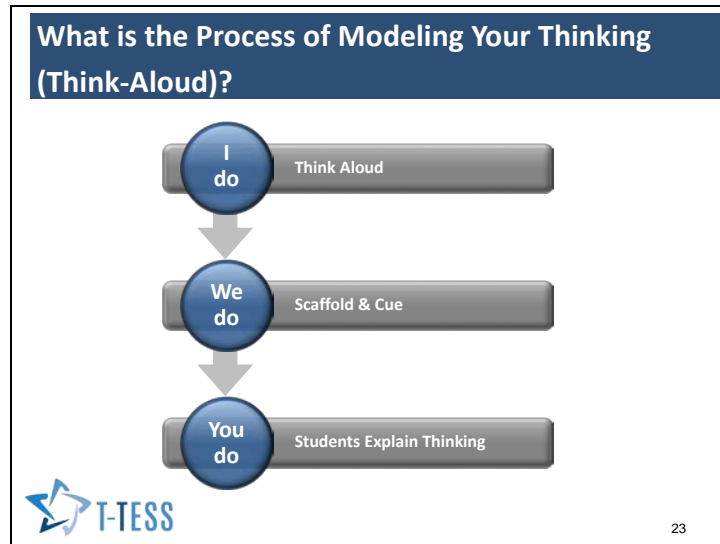 What is the Process of Modeling Your Thinking
(Think-Aloud)?
I
do
Think Aloud
We
do
Scaffold & Cue
You
do
Students Explain Thinking
T-TESS
23